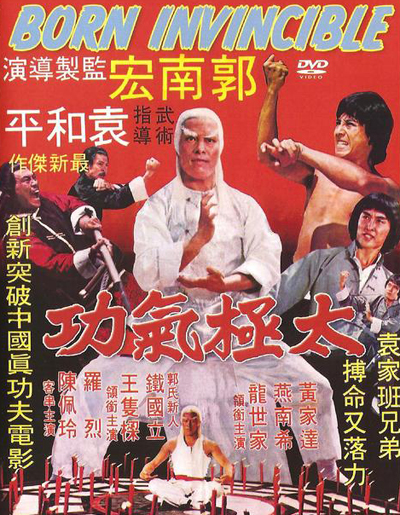 BORN INVINCIBLE
DVD
VIDEO
郭南宏
監製導演
武術
指導
袁和平
最新傑作
太極氣功
袁家班兄弟
搏命又落力
黃家達
燕南希
龍世家
領銜主演
郭氏新人
鐵國立
領銜主演
羅烈
陳佩玲
客串主演
創新突破中國眞功夫電影